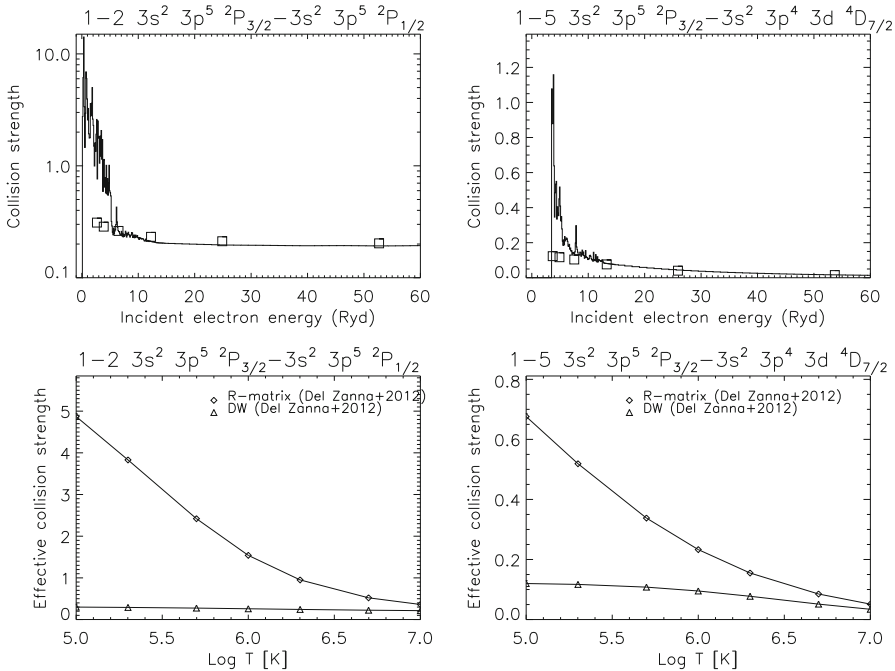 1−2 3s² 3p⁵ ²P₃/₂−3s² 3p⁵ ²P₁/₂
10.0
1.0
0.1
Collision strength
0 10 20 30 40 50 60
Incident electron energy (Ryd)
1−5 3s² 3p⁵ ²P₃/₂−3s² 3p⁴ 3d ⁴D₇/₂
1.2
1.0
0.8
0.6
0.4
0.2
0.0
Collision strength
0 10 20 30 40 50 60
Incident electron energy (Ryd)
1−2 3s² 3p⁵ ²P₃/₂−3s² 3p⁵ ²P₁/₂
R−matrix (Del Zanna+2012)
DW (Del Zanna+2012)
5
4
3
2
1
0
Effective collision strength
5.0 5.5 6.0 6.5 7.0
Log T [K]
1−5 3s² 3p⁵ ²P₃/₂−3s² 3p⁴ 3d ⁴D₇/₂
R−matrix (Del Zanna+2012)
DW (Del Zanna+2012)
0.8
0.6
0.4
0.2
0.0
Effective collision strength
5.0 5.5 6.0 6.5 7.0
Log T [K]